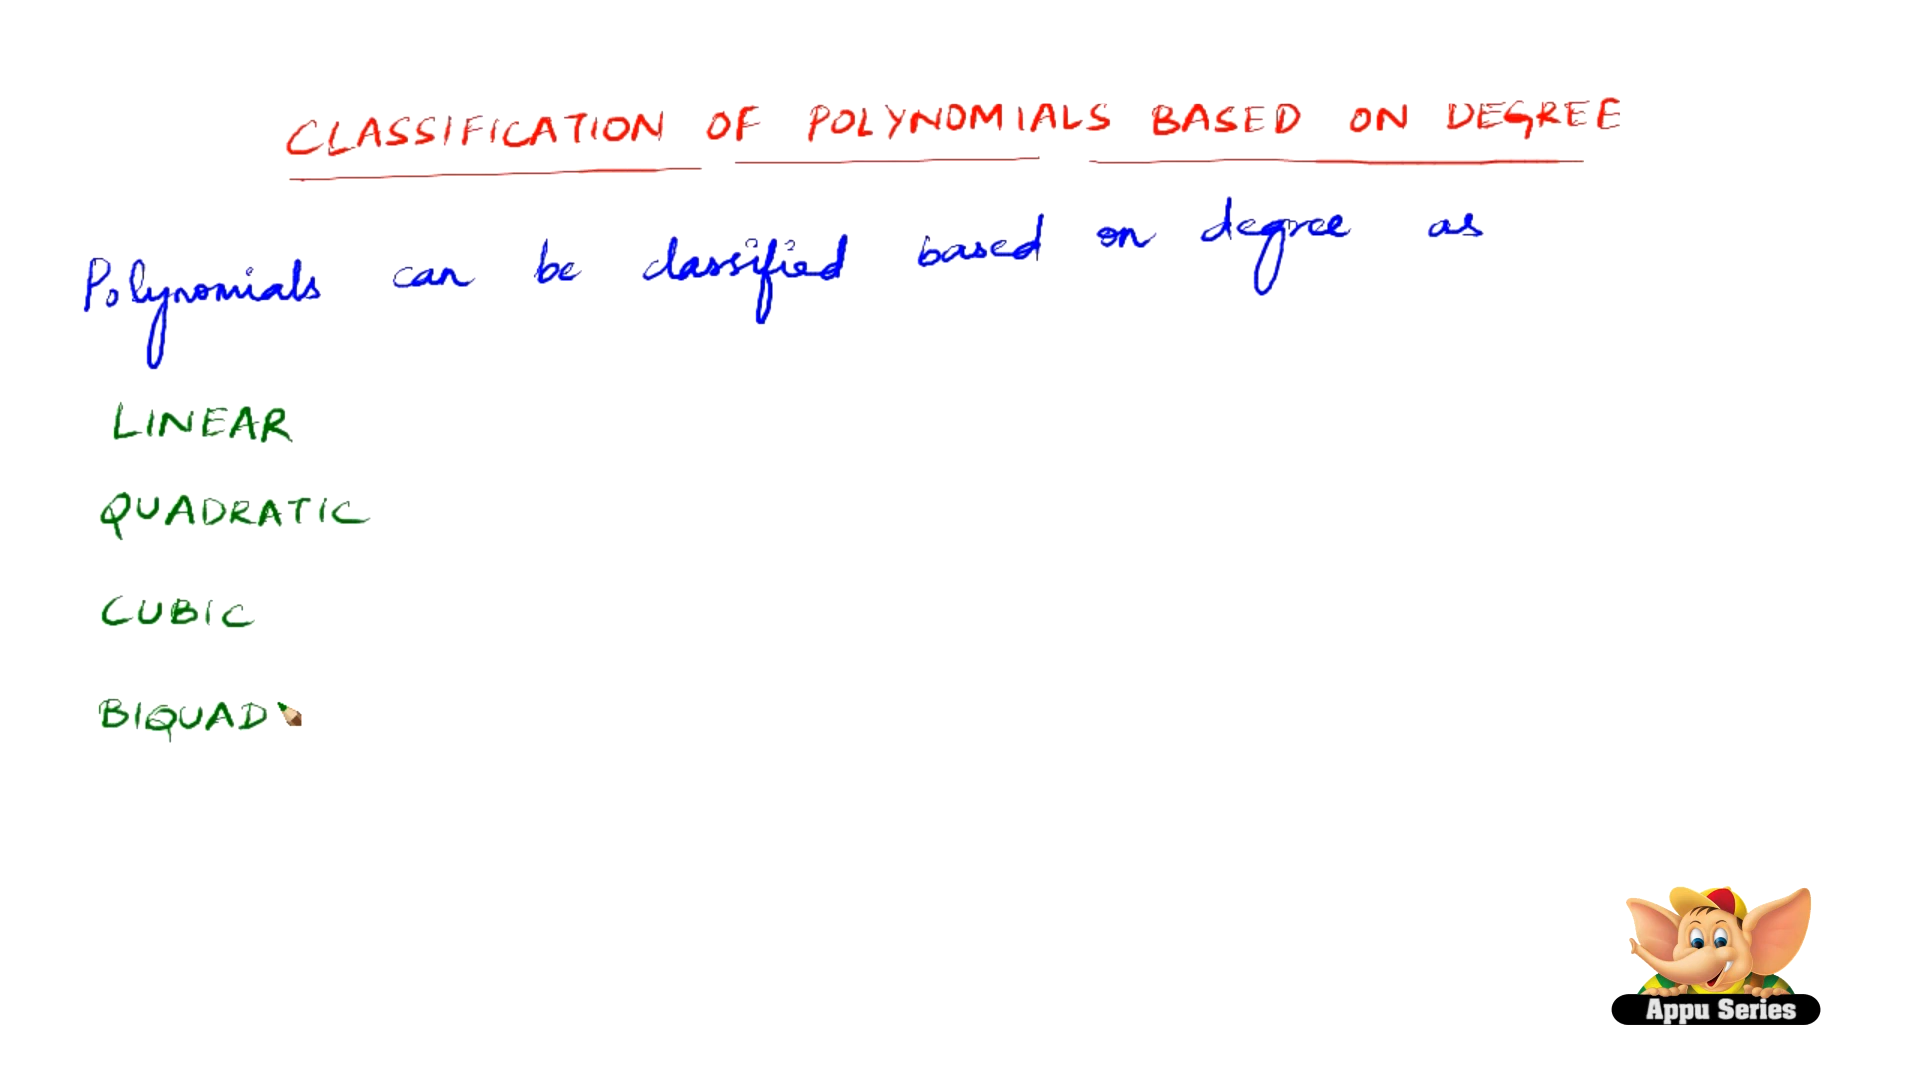 CLASSIFICATION OF POLYNOMIALS BASED ON DEGREE
Polynomials can be classified based on degree as
LINEAR
QUADRATIC
CUBIC
BIQUAD
Appu Series